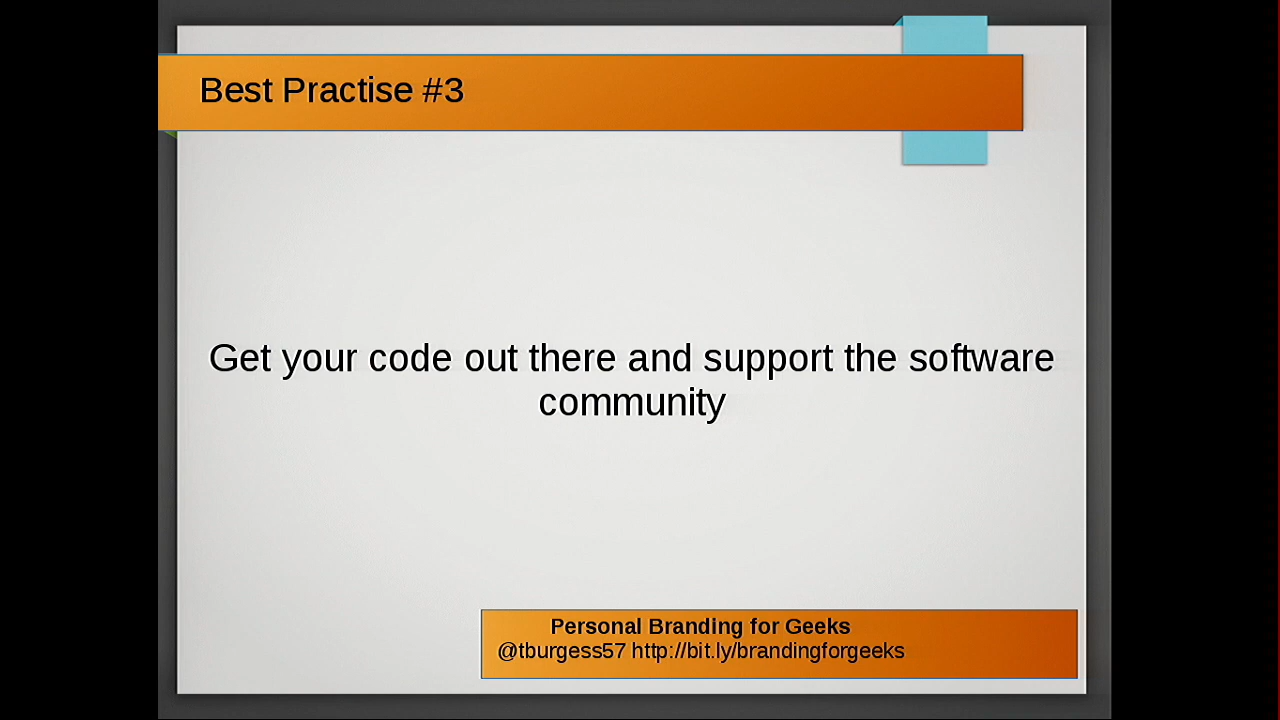 Best Practise #3
Get your code out there and support the software
community
Personal Branding for Geeks
@tburgess57 http://bit.ly/brandingforgeeks